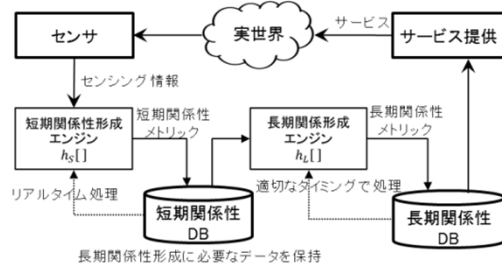 センサ
実世界
サービス
サービス提供
センシング情報
短期関係性形成
エンジン
h_S[]
短期関係性
メトリック
長期関係形成
エンジン
h_L[]
長期関係性
メトリック
リアルタイム処理
短期関係性
DB
適切なタイミングで処理
長期関係性
DB
長期関係性形成に必要なデータを保持